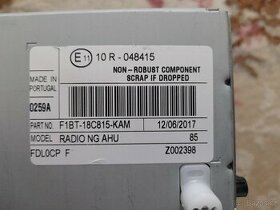 E11 10 R - 048415
NON - ROBUST COMPONENT
SCRAP IF DROPPED
MADE IN
PORTUGAL
0259A
PART NO. F1BT-18C815-KAM 12/06/2017
MODEL RADIO NG AHU 85
FDL0CP F Z002398